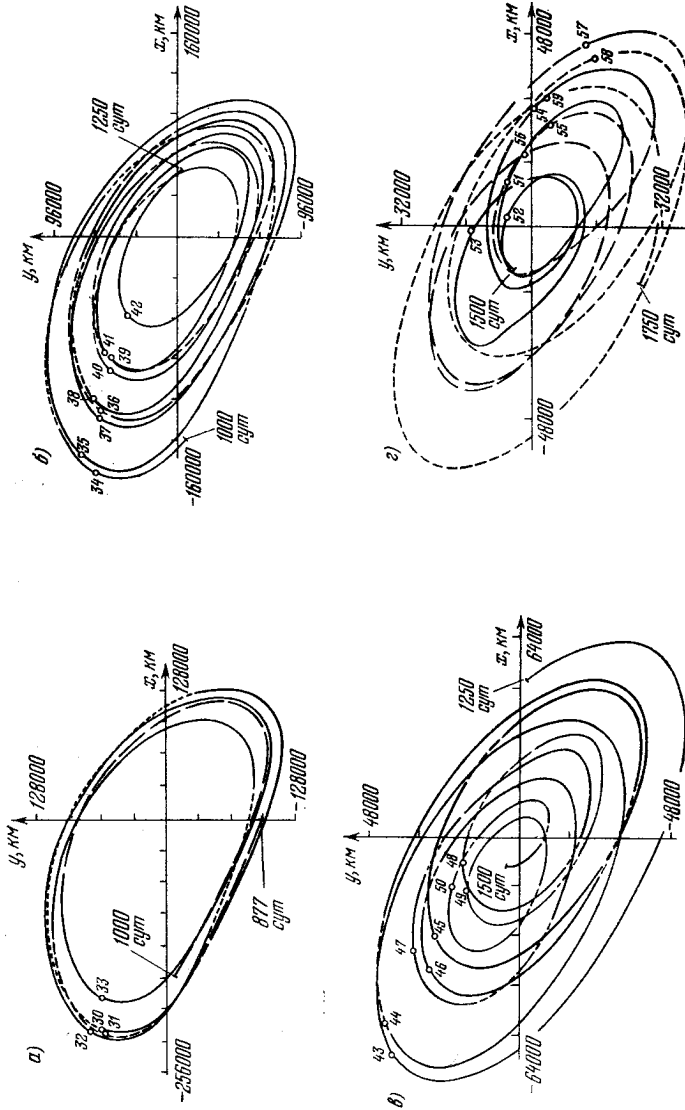 а)
y, км
128000
x, км
128000
-128000
-256000
1000
сут
877
сут
32
30
31
33
б)
y, км
96000
x, км
160000
-96000
-160000
1250
сут
1000
сут
34
35
37
36
38
40
41
39
42
в)
y, км
48000
x, км
64000
-48000
-64000
1250
сут
1500
сут
43
44
47
46
45
50
49
48
г)
y, км
32000
x, км
48000
-32000
-48000
1500
сут
1750
сут
53
52
51
56
54
55
59
58
57